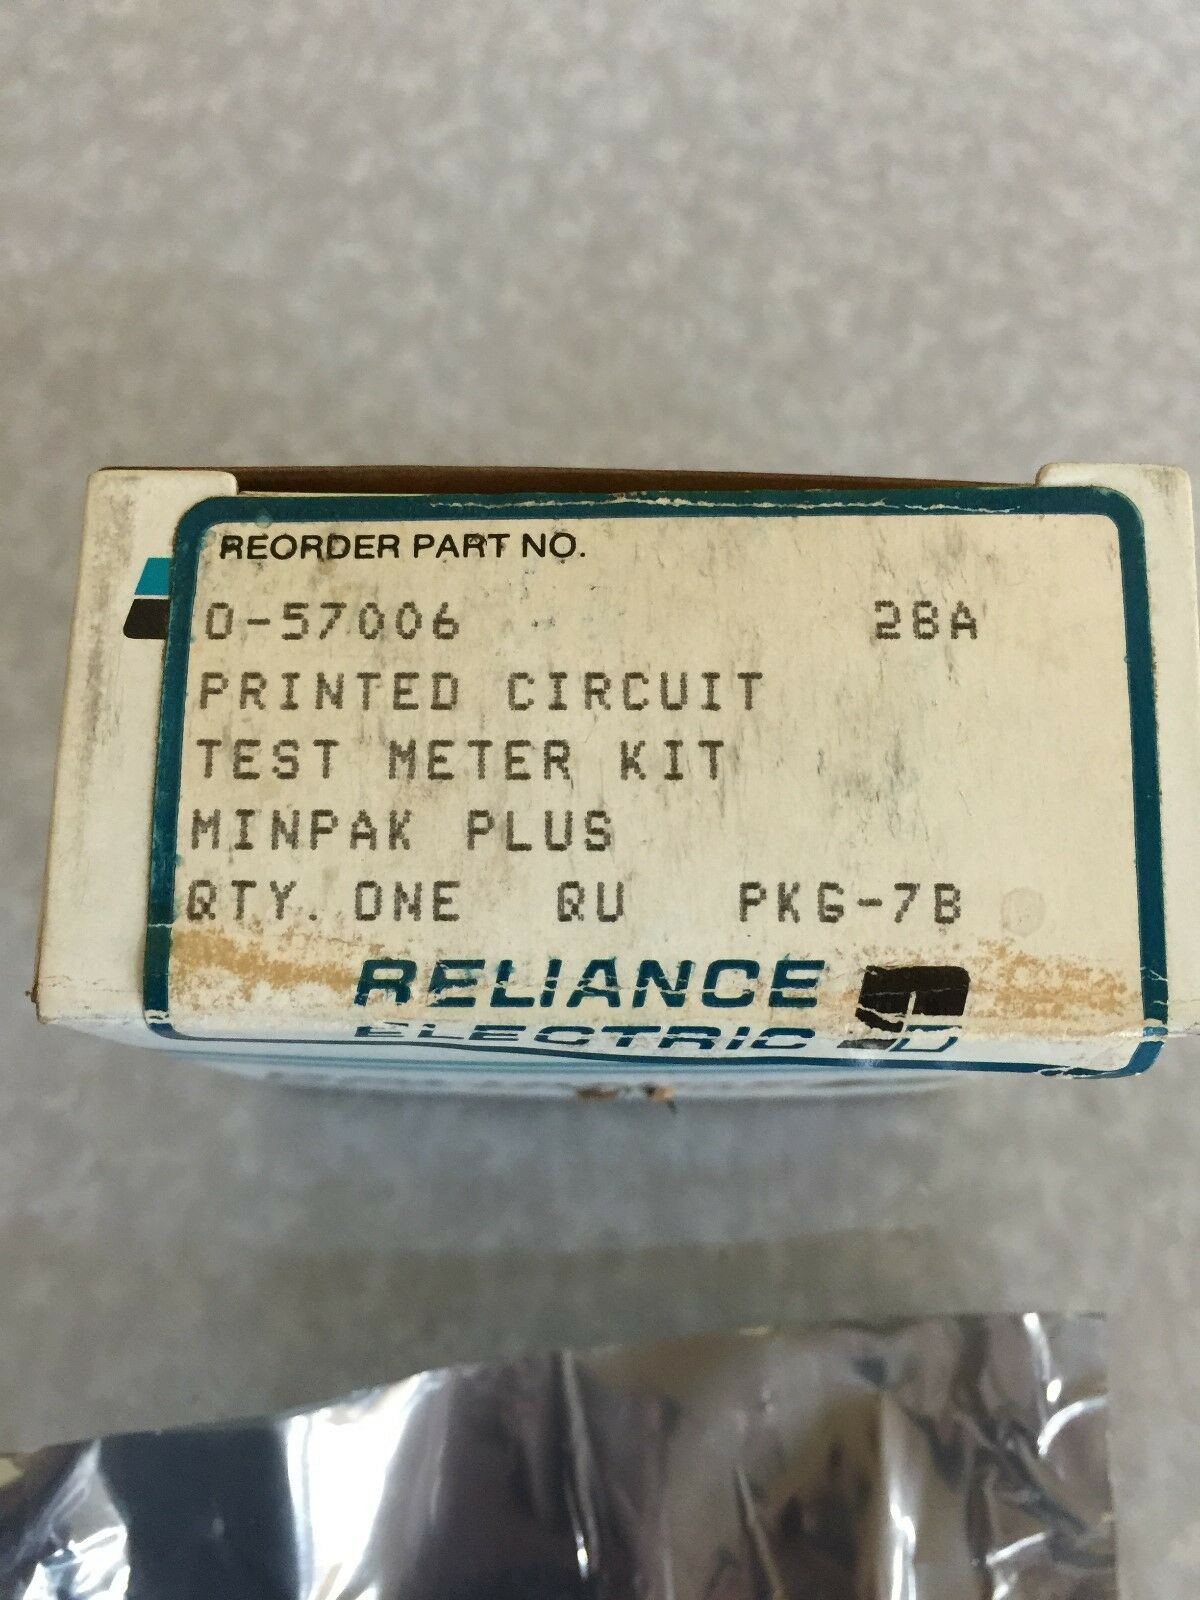 REORDER PART NO.
0-57006 28A
PRINTED CIRCUIT
TEST METER KIT
MINPAK PLUS
QTY. ONE QU PKG-7B
RELIANCE
ELECTRIC